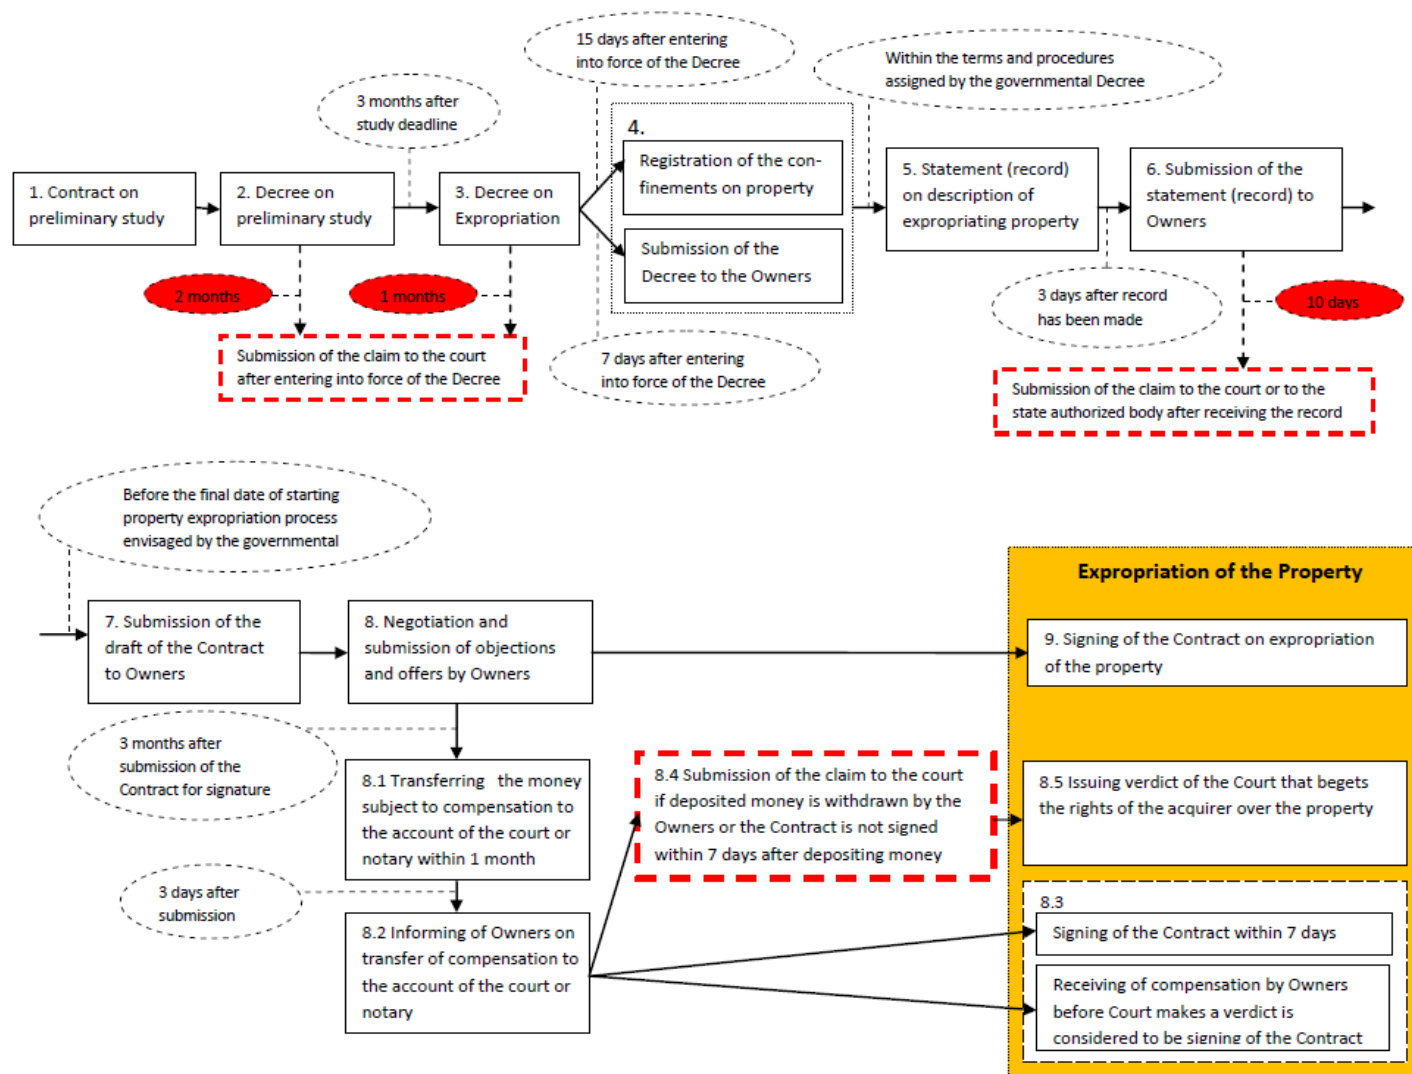 15 days after entering
into force of the Decree
Within the terms and procedures
assigned by the governmental Decree
3 months after
study deadline
4.
Registration of the con-
finements on property
1. Contract on
preliminary study
2. Decree on
preliminary study
3. Decree on
Expropriation
5. Statement (record)
on description of
expropriating property
6. Submission of the
statement (record) to
Owners
Submission of the
Decree to the Owners
2 months
1 months
3 days after record
has been made
10 days
Submission of the claim to the court
after entering into force of the Decree
7 days after entering
into force of the Decree
Submission of the claim to the court or to the
state authorized body after receiving the record
Before the final date of starting
property expropriation process
envisaged by the governmental
Expropriation of the Property
7. Submission of the
draft of the Contract
to Owners
8. Negotiation and
submission of objections
and offers by Owners
9. Signing of the Contract on expropriation
of the property
3 months after
submission of the
Contract for signature
8.1 Transferring the money
subject to compensation to
the account of the court or
notary within 1 month
8.4 Submission of the claim to the court
if deposited money is withdrawn by the
Owners or the Contract is not signed
within 7 days after depositing money
8.5 Issuing verdict of the Court that begets
the rights of the acquirer over the property
3 days after
submission
8.2 Informing of Owners on
transfer of compensation to
the account of the court or
notary
8.3
Signing of the Contract within 7 days
Receiving of compensation by Owners
before Court makes a verdict is
considered to be signing of the Contract